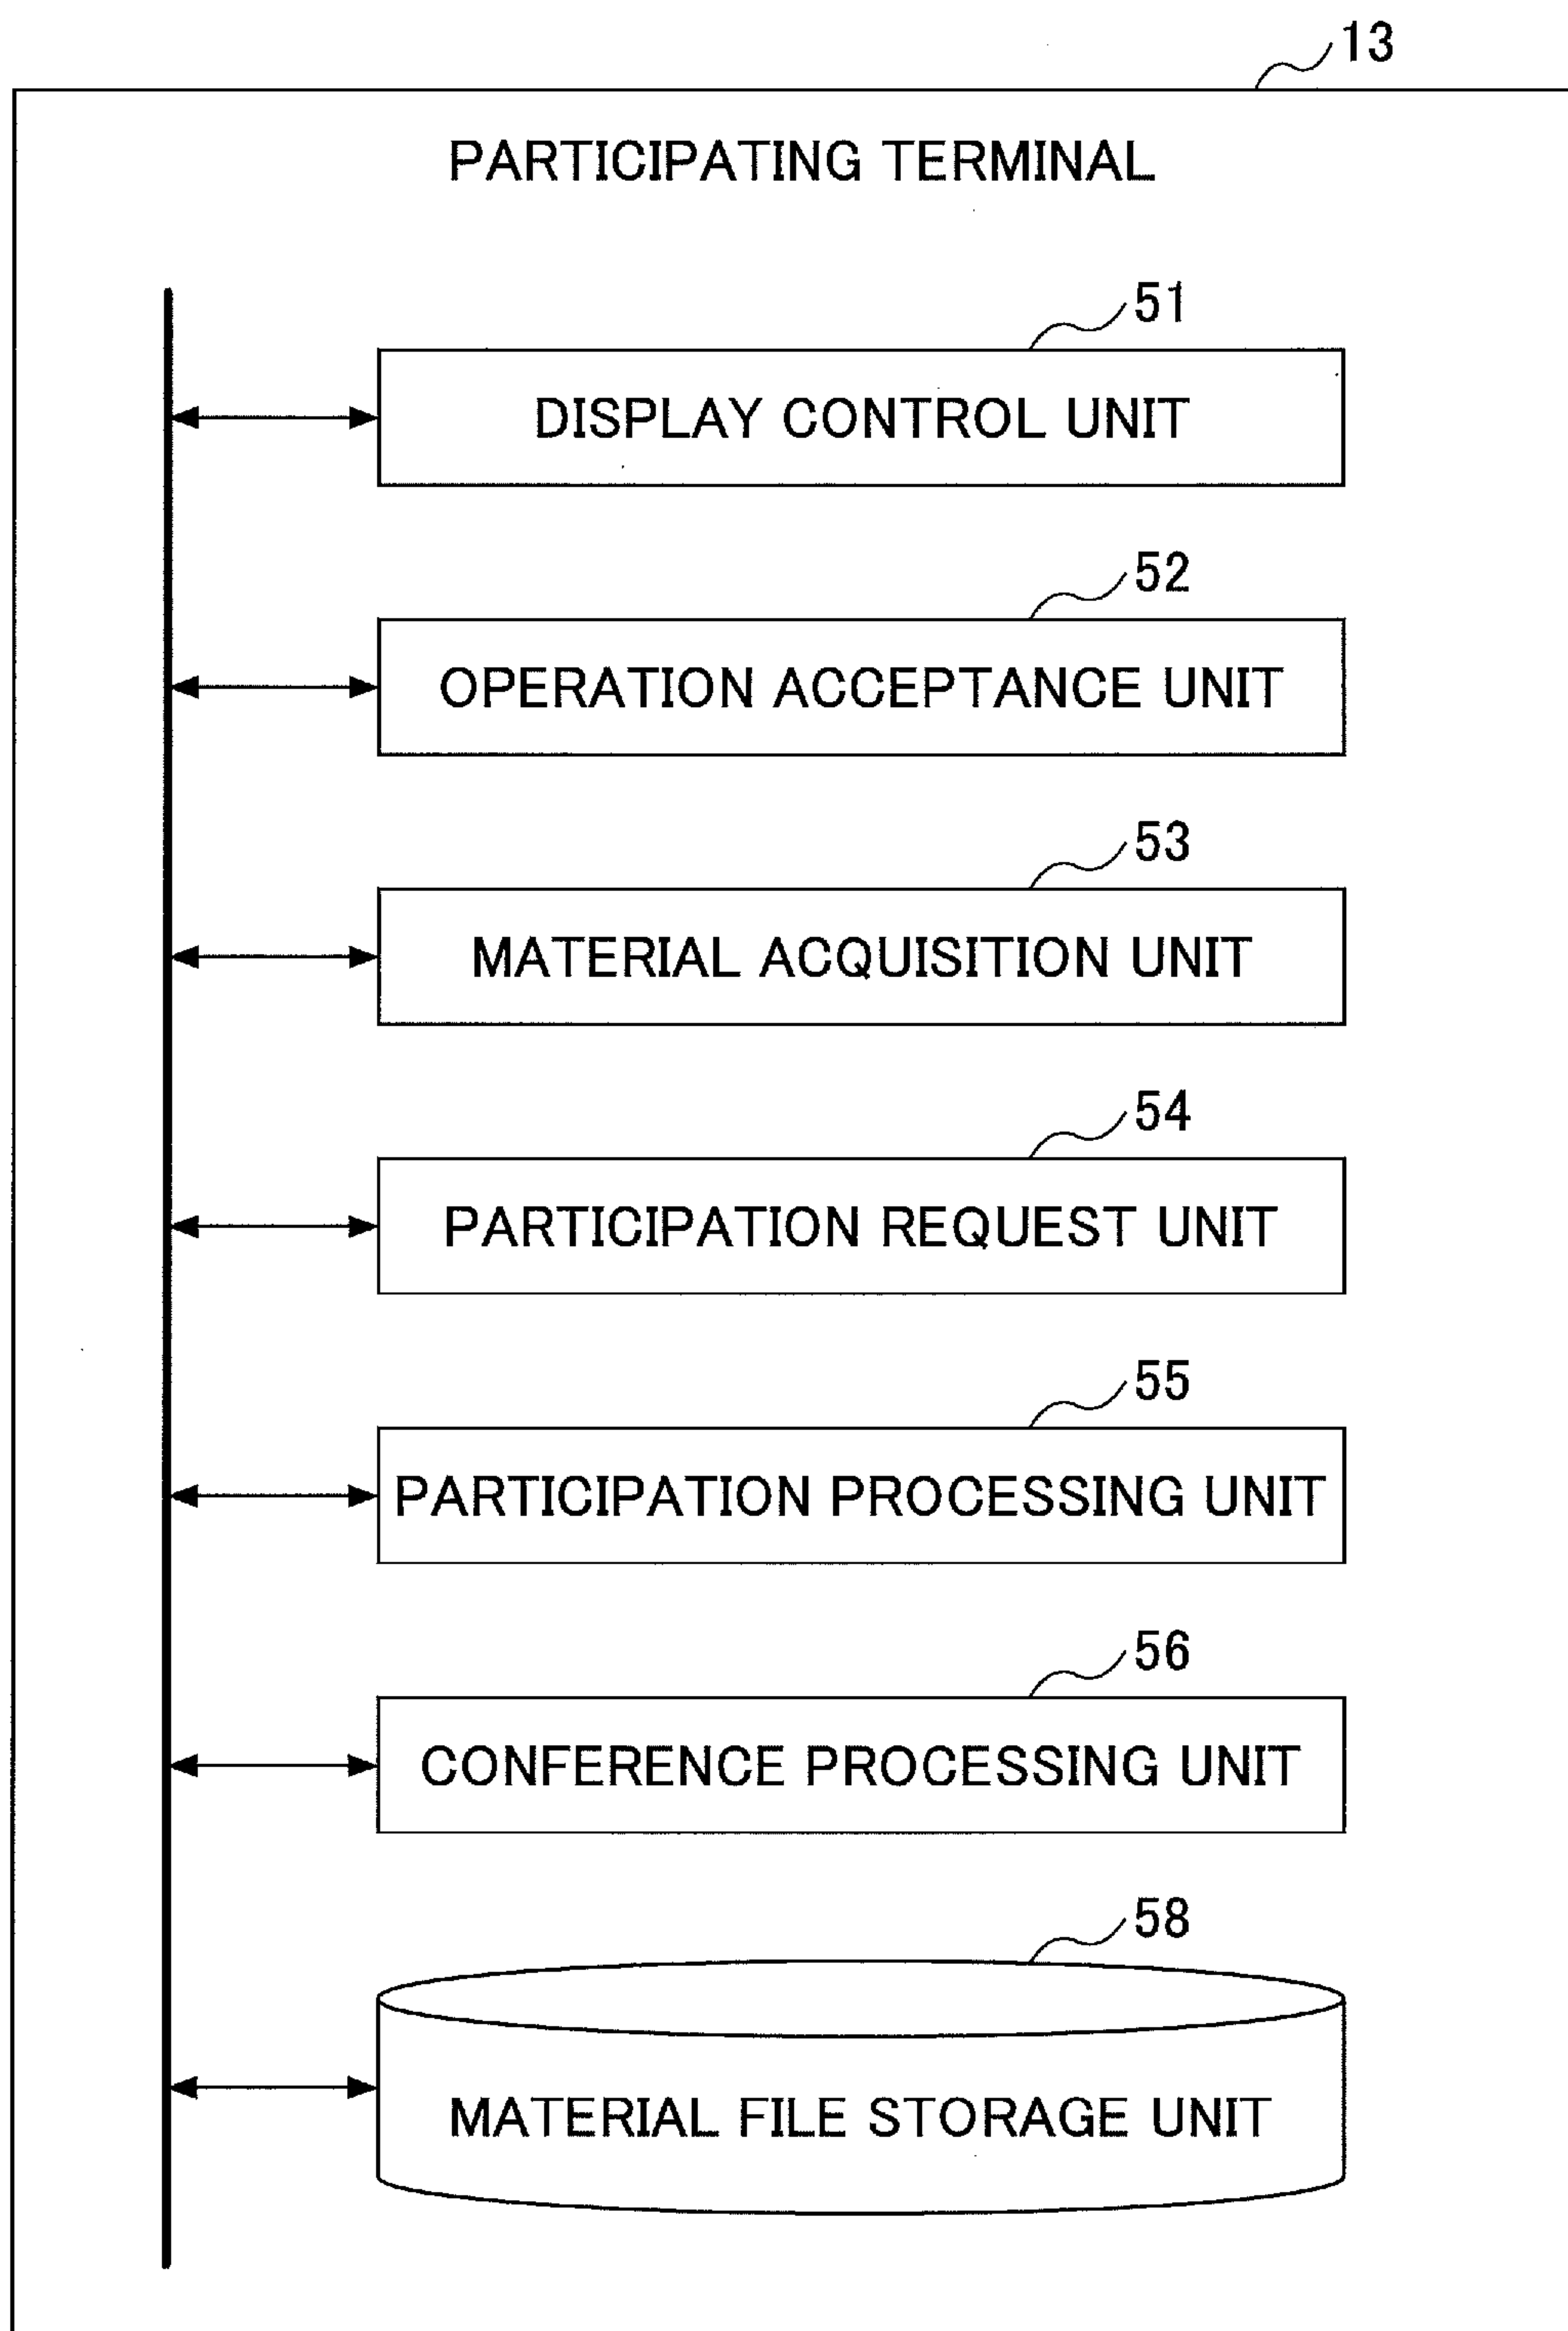 13
PARTICIPATING TERMINAL
51
DISPLAY CONTROL UNIT
52
OPERATION ACCEPTANCE UNIT
53
MATERIAL ACQUISITION UNIT
54
PARTICIPATION REQUEST UNIT
55
PARTICIPATION PROCESSING UNIT
56
CONFERENCE PROCESSING UNIT
58
MATERIAL FILE STORAGE UNIT